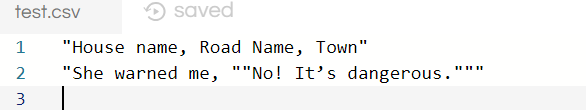 test.csv saved
1 "House name, Road Name, Town"
2 "She warned me, ""No! It’s dangerous."""
3